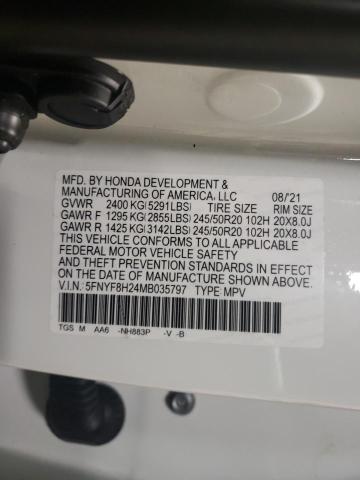 MFD. BY HONDA DEVELOPMENT &
MANUFACTURING OF AMERICA, LLC 08/'21
GVWR 2400 KG(5291LBS) TIRE SIZE RIM SIZE
GAWR F 1295 KG(2855LBS) 245/50R20 102H 20X8.0J
GAWR R 1425 KG(3142LBS) 245/50R20 102H 20X8.0J
THIS VEHICLE CONFORMS TO ALL APPLICABLE
FEDERAL MOTOR VEHICLE SAFETY
AND THEFT PREVENTION STANDARDS IN EFFECT
ON THE DATE OF MANUFACTURE SHOWN ABOVE.
V.I.N.: 5FNYF8H24MB035797 TYPE: MPV
TGS M AA6 -NH883P -V -B